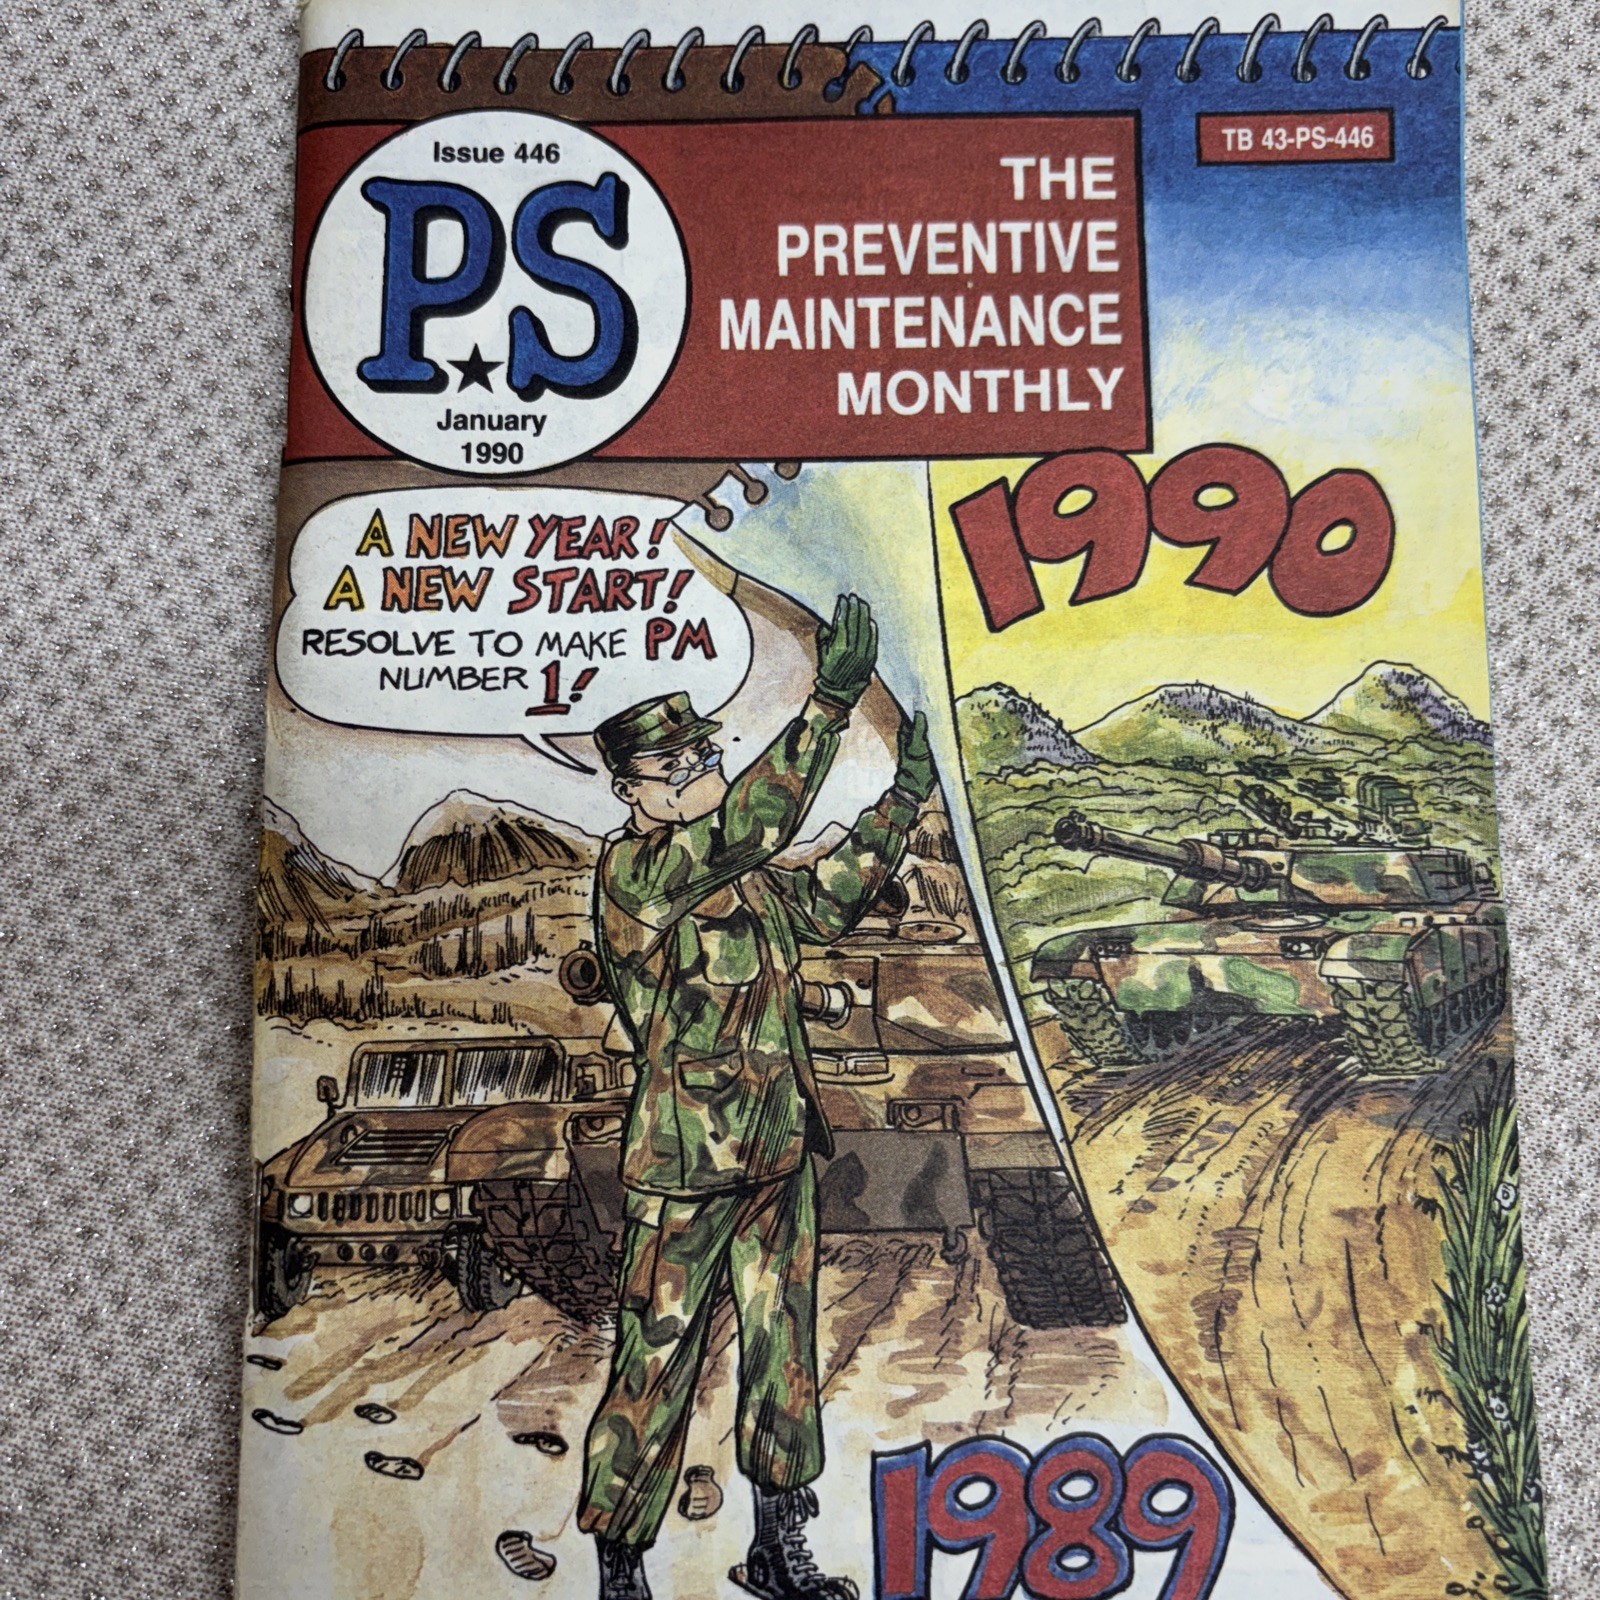 Issue 446
PS
January
1990
THE
PREVENTIVE
MAINTENANCE
MONTHLY
TB 43-PS-446
A NEW YEAR!
A NEW START!
RESOLVE TO MAKE PM
NUMBER 1!
1990
1989